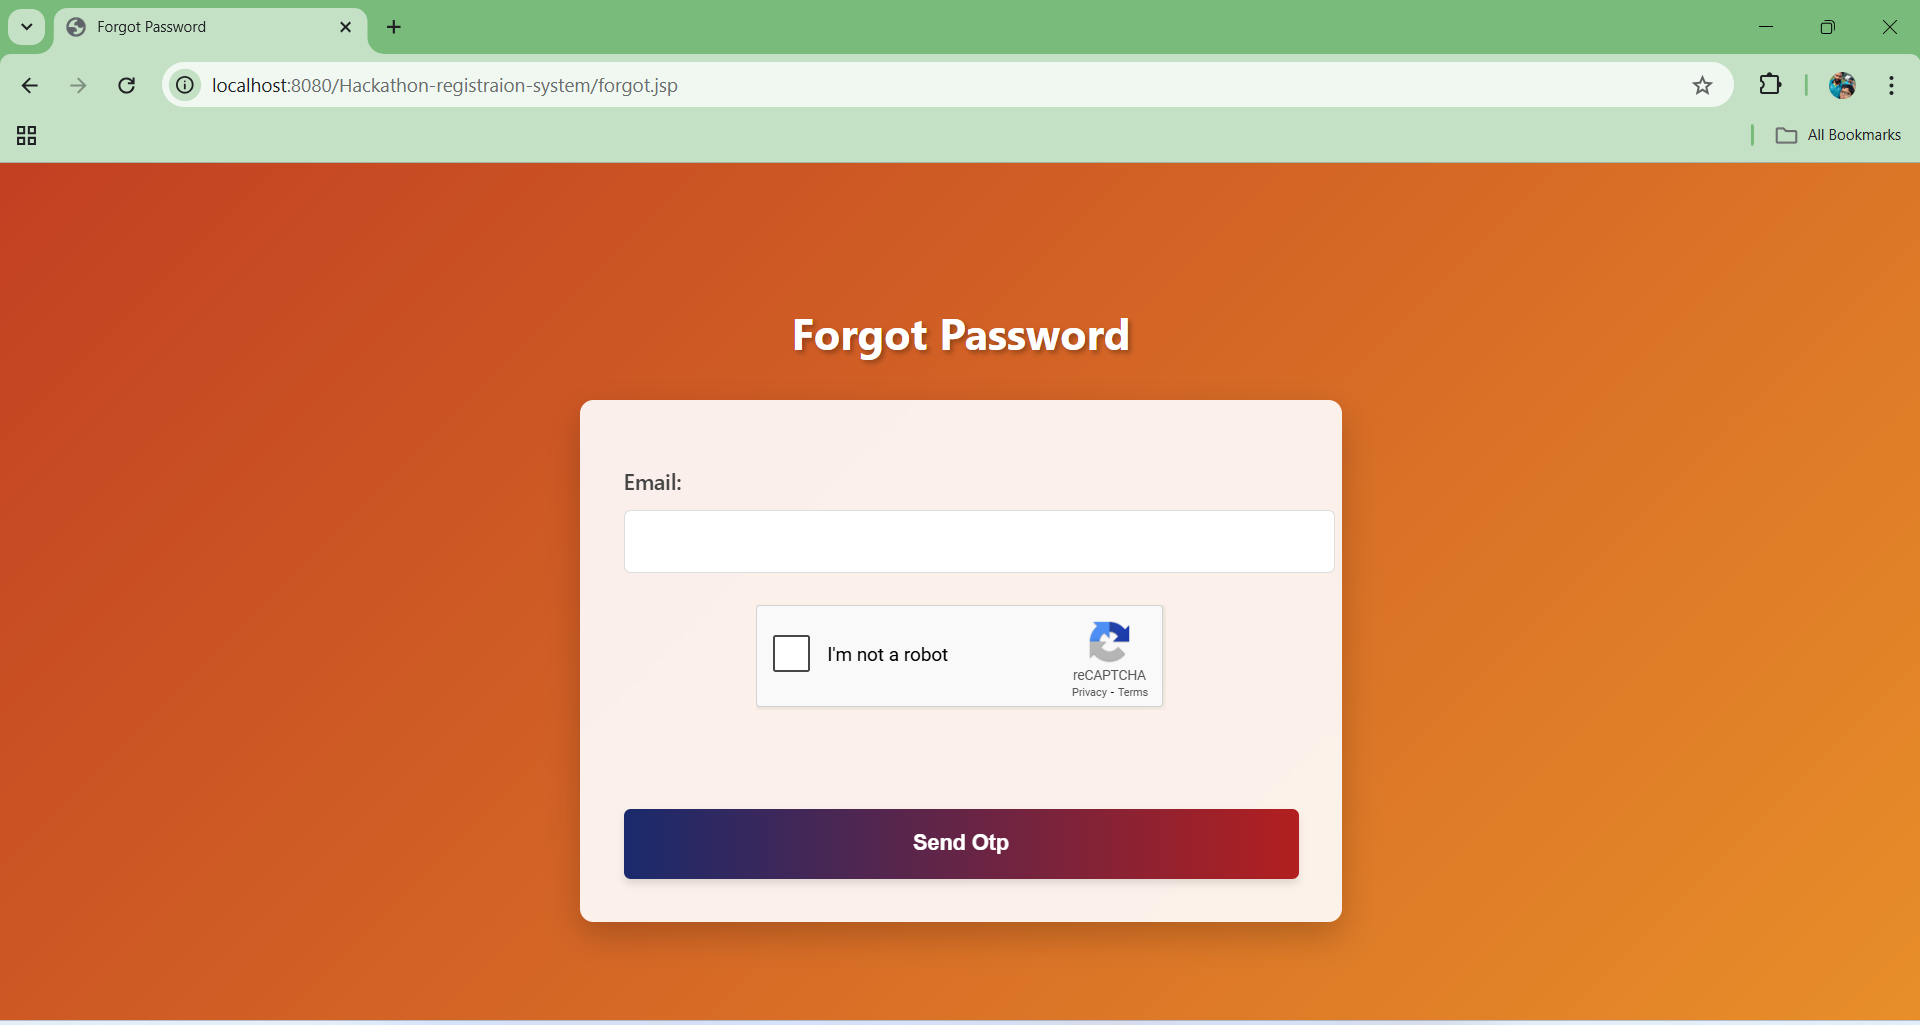 Forgot Password
localhost:8080/Hackathon-registraion-system/forgot.jsp
All Bookmarks
Forgot Password
Email:
I'm not a robot
reCAPTCHA
Privacy - Terms
Send Otp